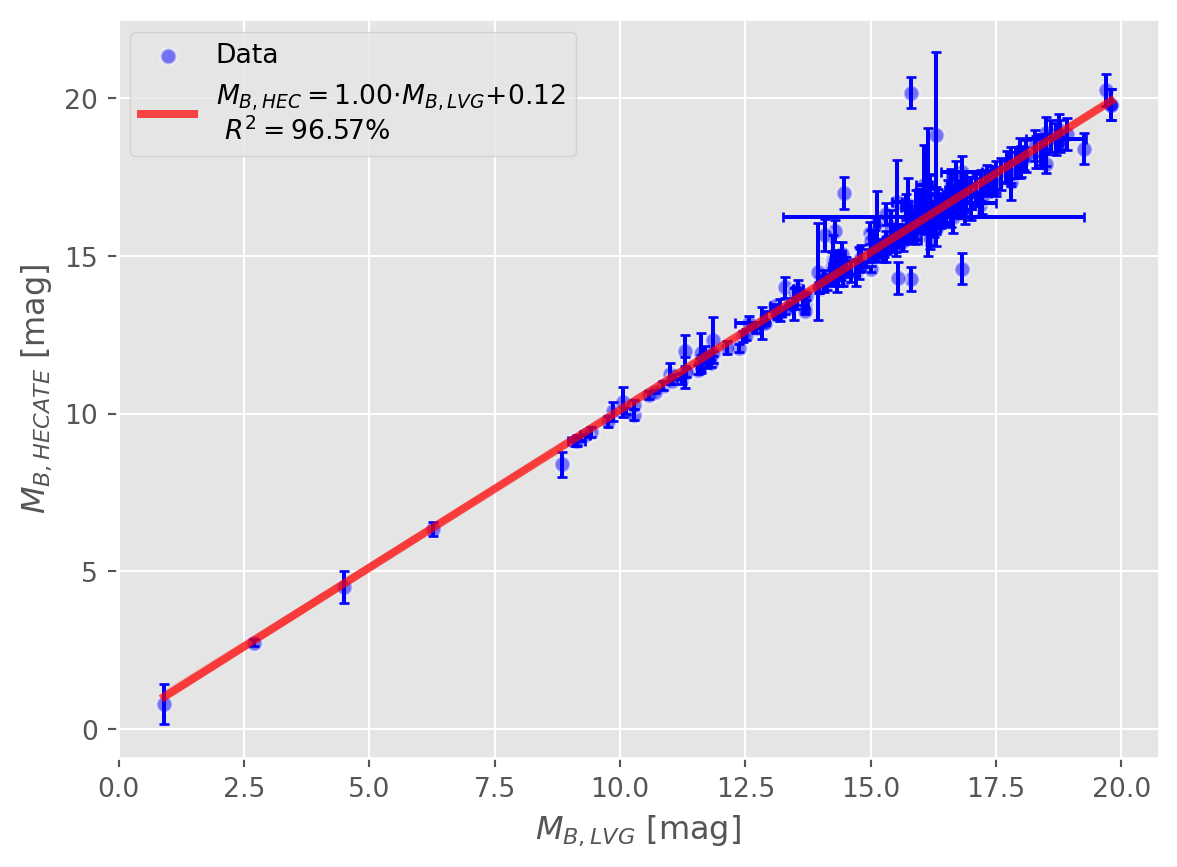 Data
M_{B, HEC} = 1.00·M_{B, LVG}+0.12
R^2 = 96.57%
20
15
10
5
0
M_{B, HECATE} [mag]
0.0 2.5 5.0 7.5 10.0 12.5 15.0 17.5 20.0
M_{B, LVG} [mag]